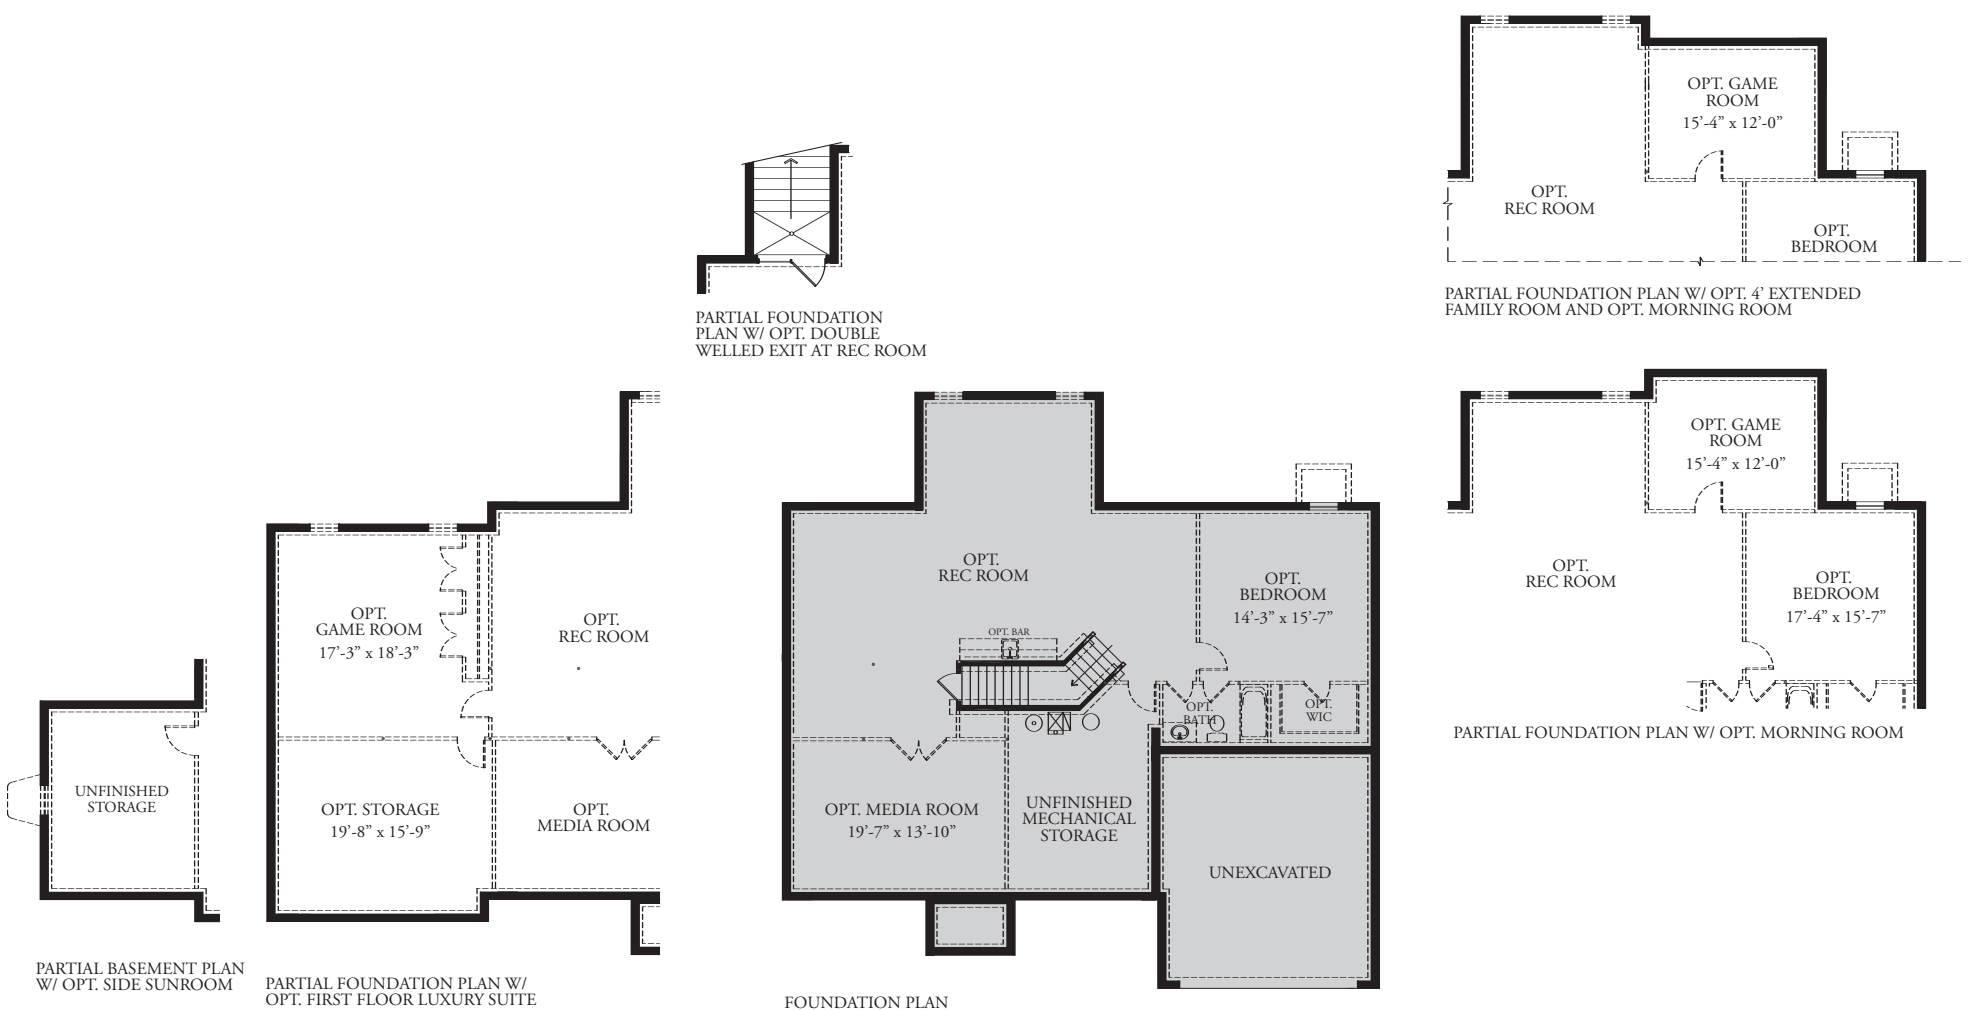 OPT. GAME
ROOM
15’-4” x 12’-0”
OPT.
REC ROOM
OPT.
BEDROOM
PARTIAL FOUNDATION PLAN W/ OPT. 4’ EXTENDED
FAMILY ROOM AND OPT. MORNING ROOM
PARTIAL FOUNDATION
PLAN W/ OPT. DOUBLE
WELLED EXIT AT REC ROOM
OPT. GAME
ROOM
15’-4” x 12’-0”
OPT.
REC ROOM
OPT.
BEDROOM
17’-4” x 15’-7”
PARTIAL FOUNDATION PLAN W/ OPT. MORNING ROOM
UNFINISHED
STORAGE
PARTIAL BASEMENT PLAN
W/ OPT. SIDE SUNROOM
OPT.
GAME ROOM
17’-3” x 18’-3”
OPT.
REC ROOM
OPT. STORAGE
19’-8” x 15’-9”
OPT.
MEDIA ROOM
PARTIAL FOUNDATION PLAN W/
OPT. FIRST FLOOR LUXURY SUITE
OPT.
REC ROOM
OPT.
BEDROOM
14’-3” x 15’-7”
OPT. BAR
OPT.
BATH
OPT.
WIC
OPT. MEDIA ROOM
19’-7” x 13’-10”
UNFINISHED
MECHANICAL
STORAGE
UNEXCAVATED
FOUNDATION PLAN